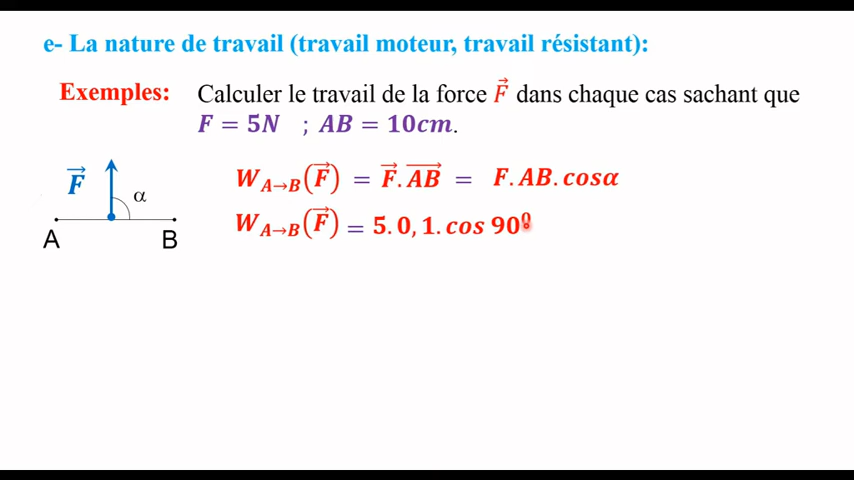 e- La nature de travail (travail moteur, travail résistant):
Exemples: Calculer le travail de la force F⃗ dans chaque cas sachant que
F = 5N ; AB = 10cm.
F⃗ α
A B
W_{A→B}(F⃗) = F⃗.AB⃗ = F.AB.cosα
W_{A→B}(F⃗) = 5.0,1.cos 90°